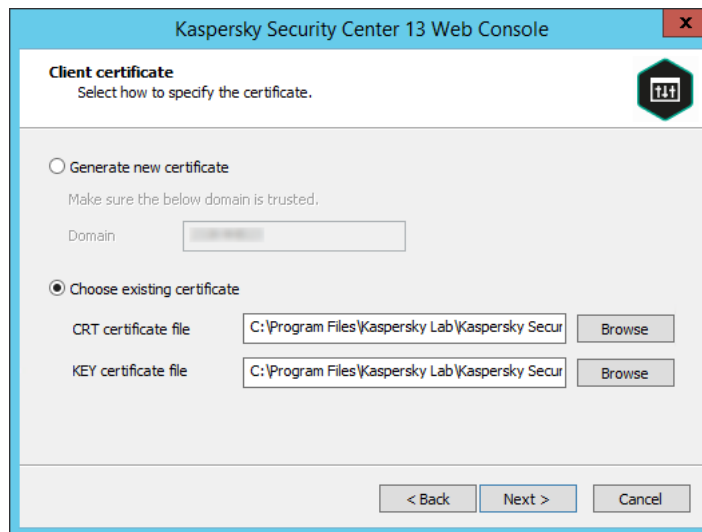 Kaspersky Security Center 13 Web Console
x
Client certificate
Select how to specify the certificate.
Generate new certificate
Make sure the below domain is trusted.
Domain
Choose existing certificate
CRT certificate file
C:\Program Files\Kaspersky Lab\Kaspersky Secur
Browse
KEY certificate file
C:\Program Files\Kaspersky Lab\Kaspersky Secur
Browse
< Back
Next >
Cancel